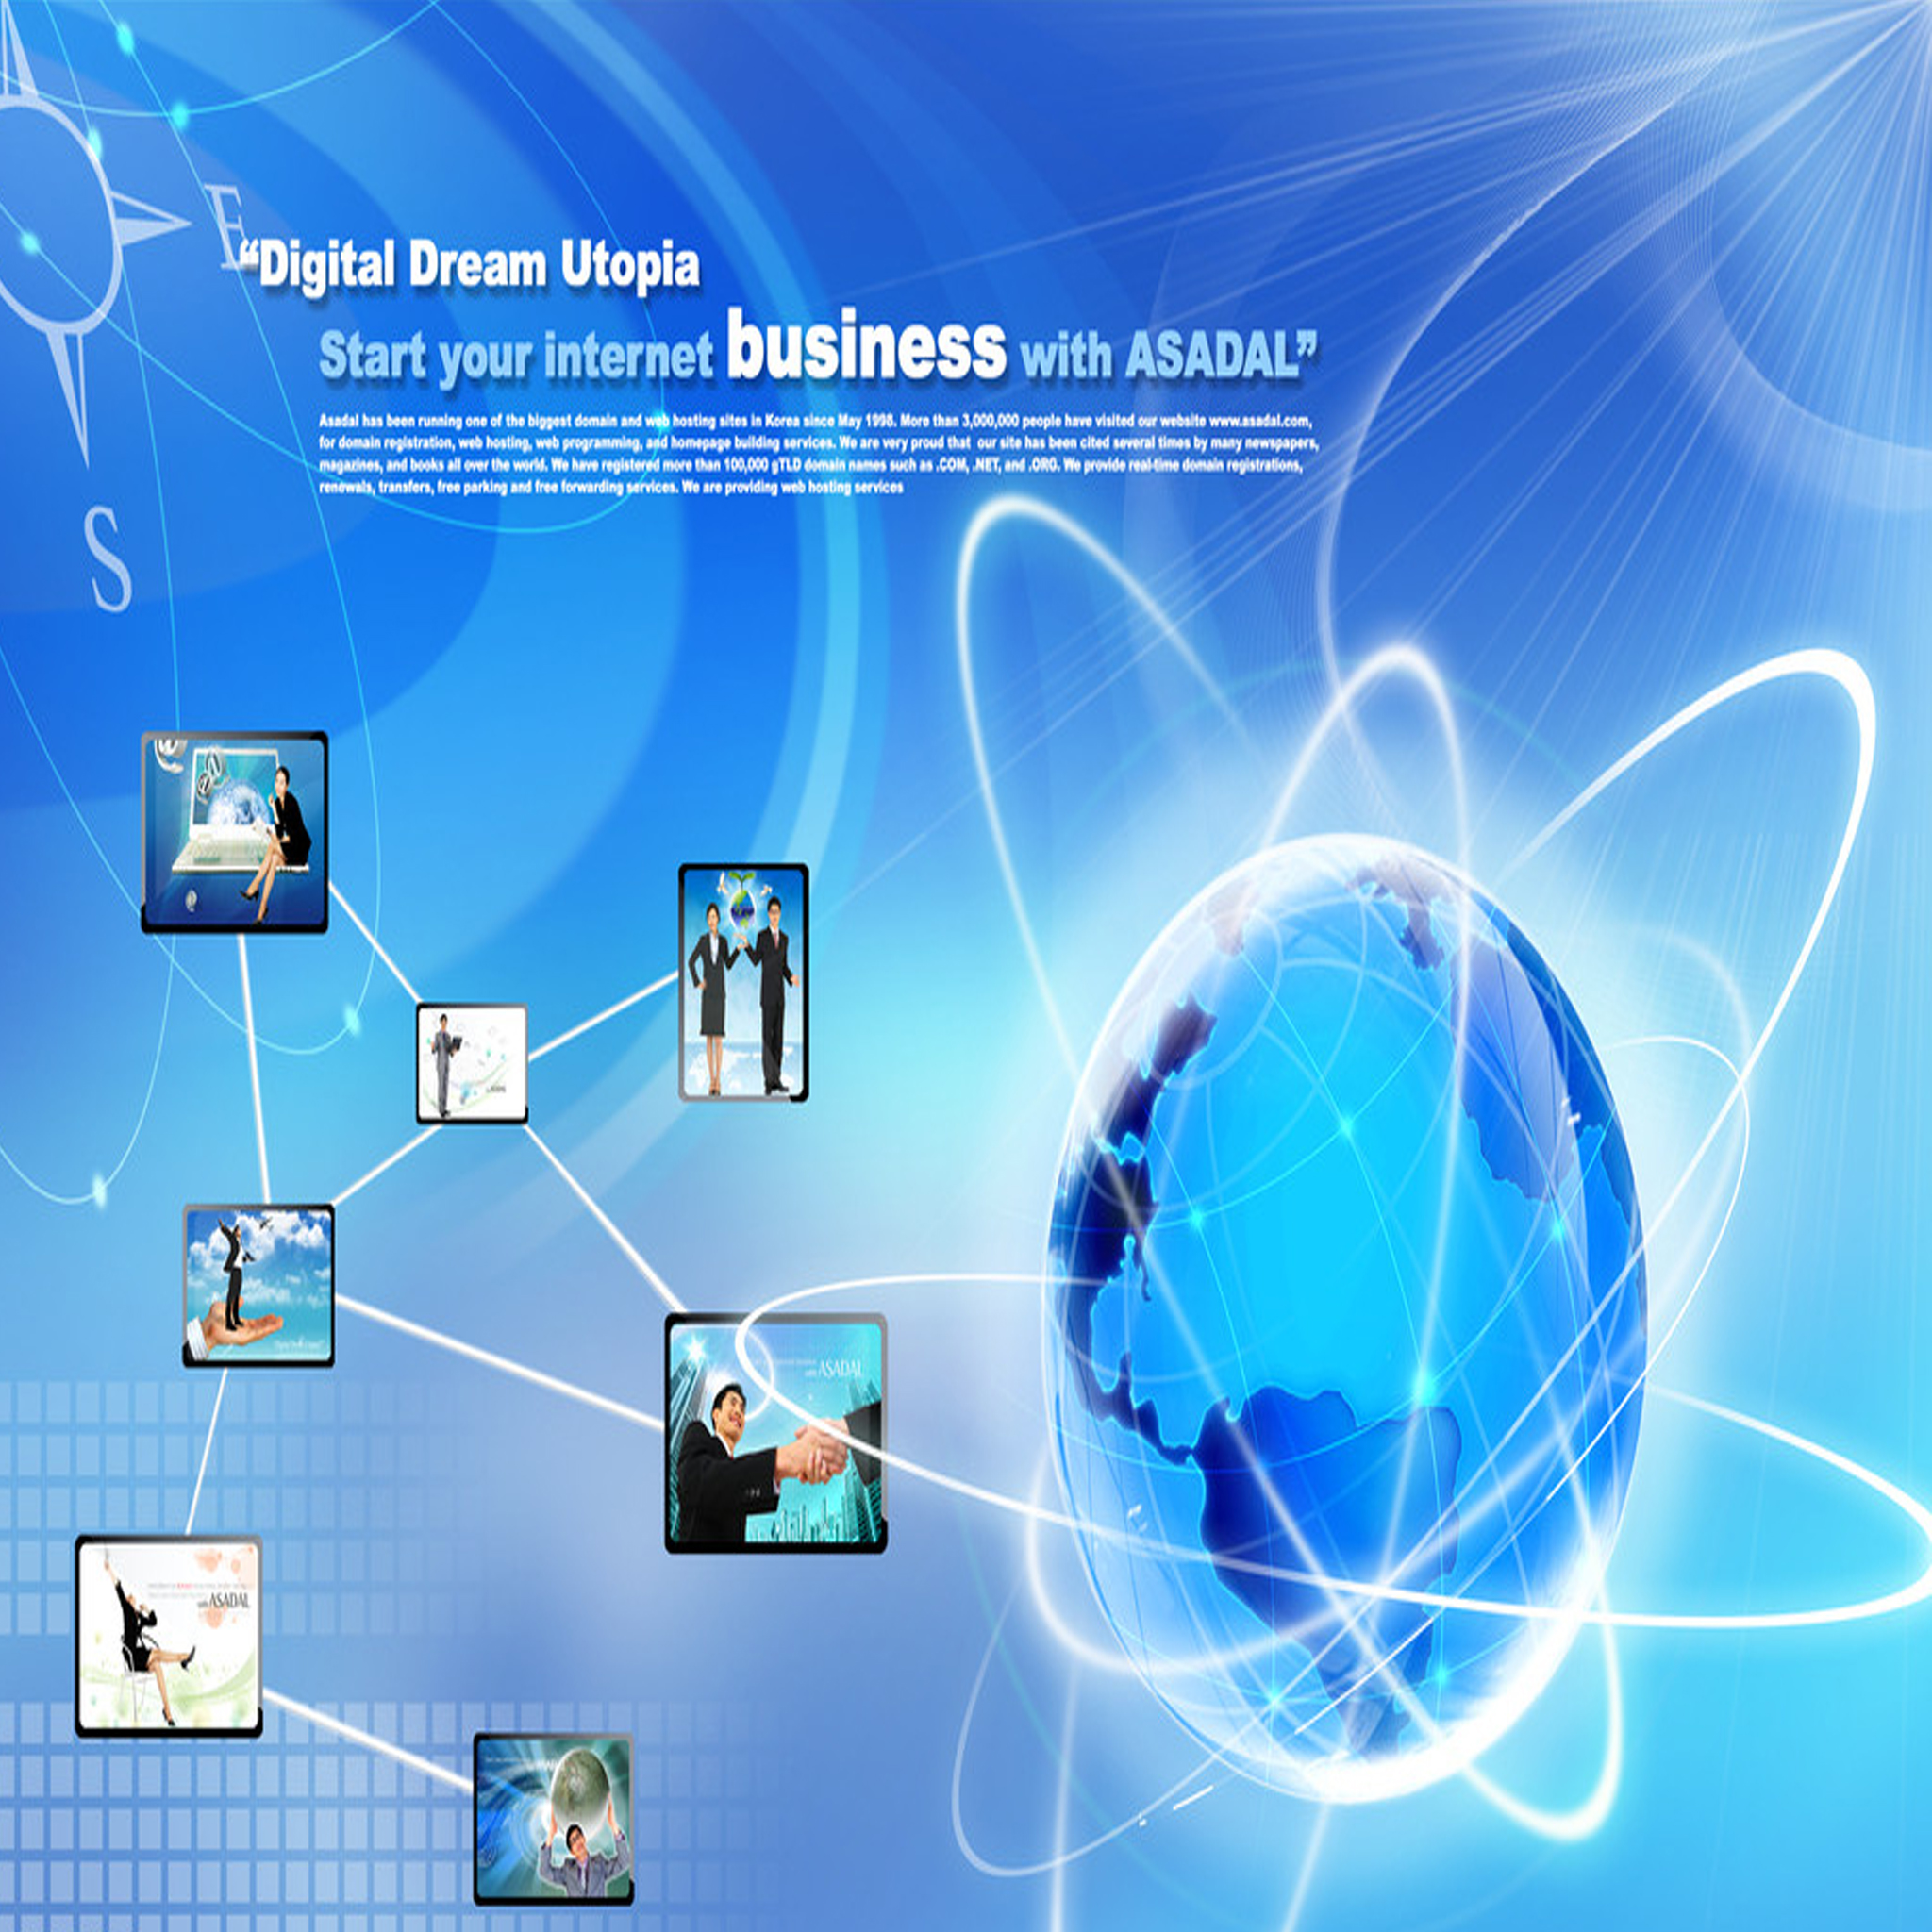 E
“Digital Dream Utopia
Start your internet business with ASADAL”
Asadal has been running one of the biggest domain and web hosting sites in Korea since May 1998. More than 3,000,000 people have visited our website www.asadal.com,
for domain registration, web hosting, web programming, and homepage building services. We are very proud that our site has been cited several times by many newspapers,
magazines, and books all over the world. We have registered more than 100,000 gTLD domain names such as .COM, .NET, and .ORG. We provide real-time domain registrations,
renewals, transfers, free parking and free forwarding services. We are providing web hosting services
S
with ASADAL
with ASADAL